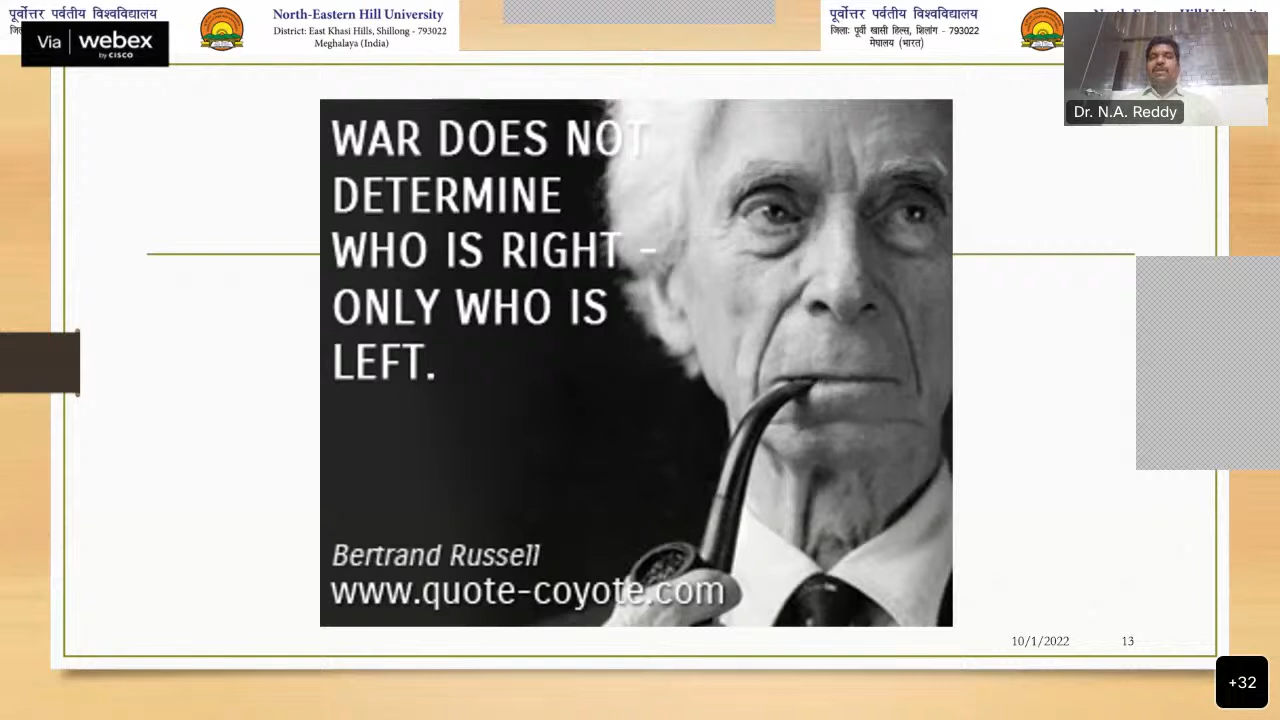 पूर्वोत्तर पर्वतीय विश्वविद्यालय
North-Eastern Hill University
District: East Khasi Hills, Shillong - 793022
Meghalaya (India)
पूर्वोत्तर पर्वतीय विश्वविद्यालय
जिला: पूर्वी खासी हिल्स, शिलांग - 793022
मेघालय (भारत)
Via webex
by CISCO
Dr. N.A. Reddy
WAR DOES NOT
DETERMINE
WHO IS RIGHT -
ONLY WHO IS
LEFT.
Bertrand Russell
www.quote-coyote.com
10/1/2022 13
+32